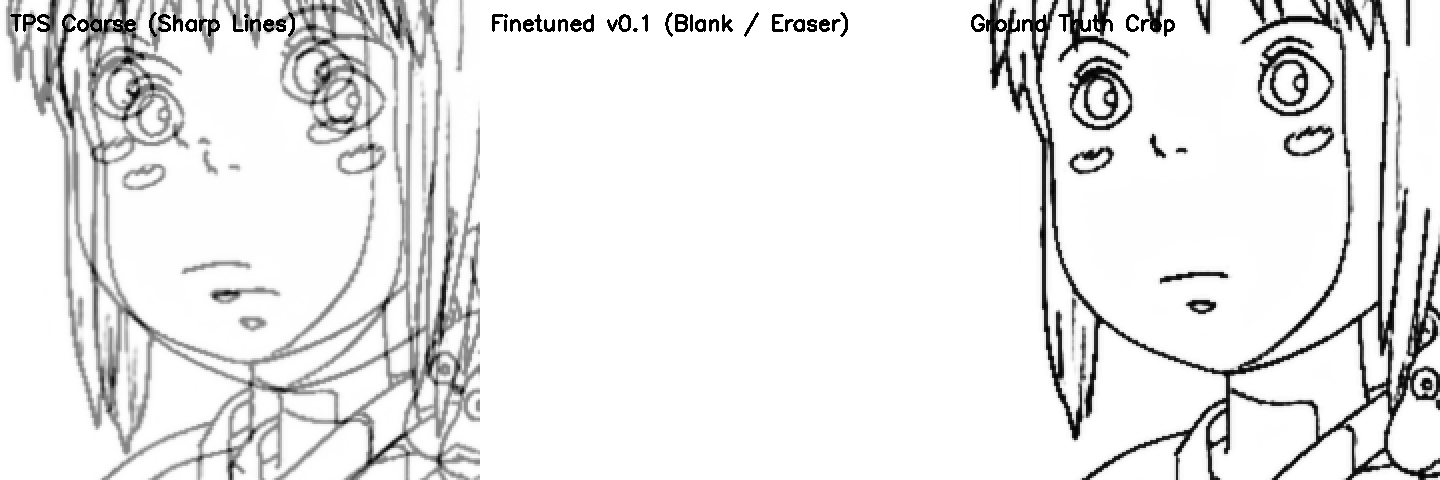 TPS Coarse (Sharp Lines)
Finetuned v0.1 (Blank / Eraser)
Ground Truth Crop